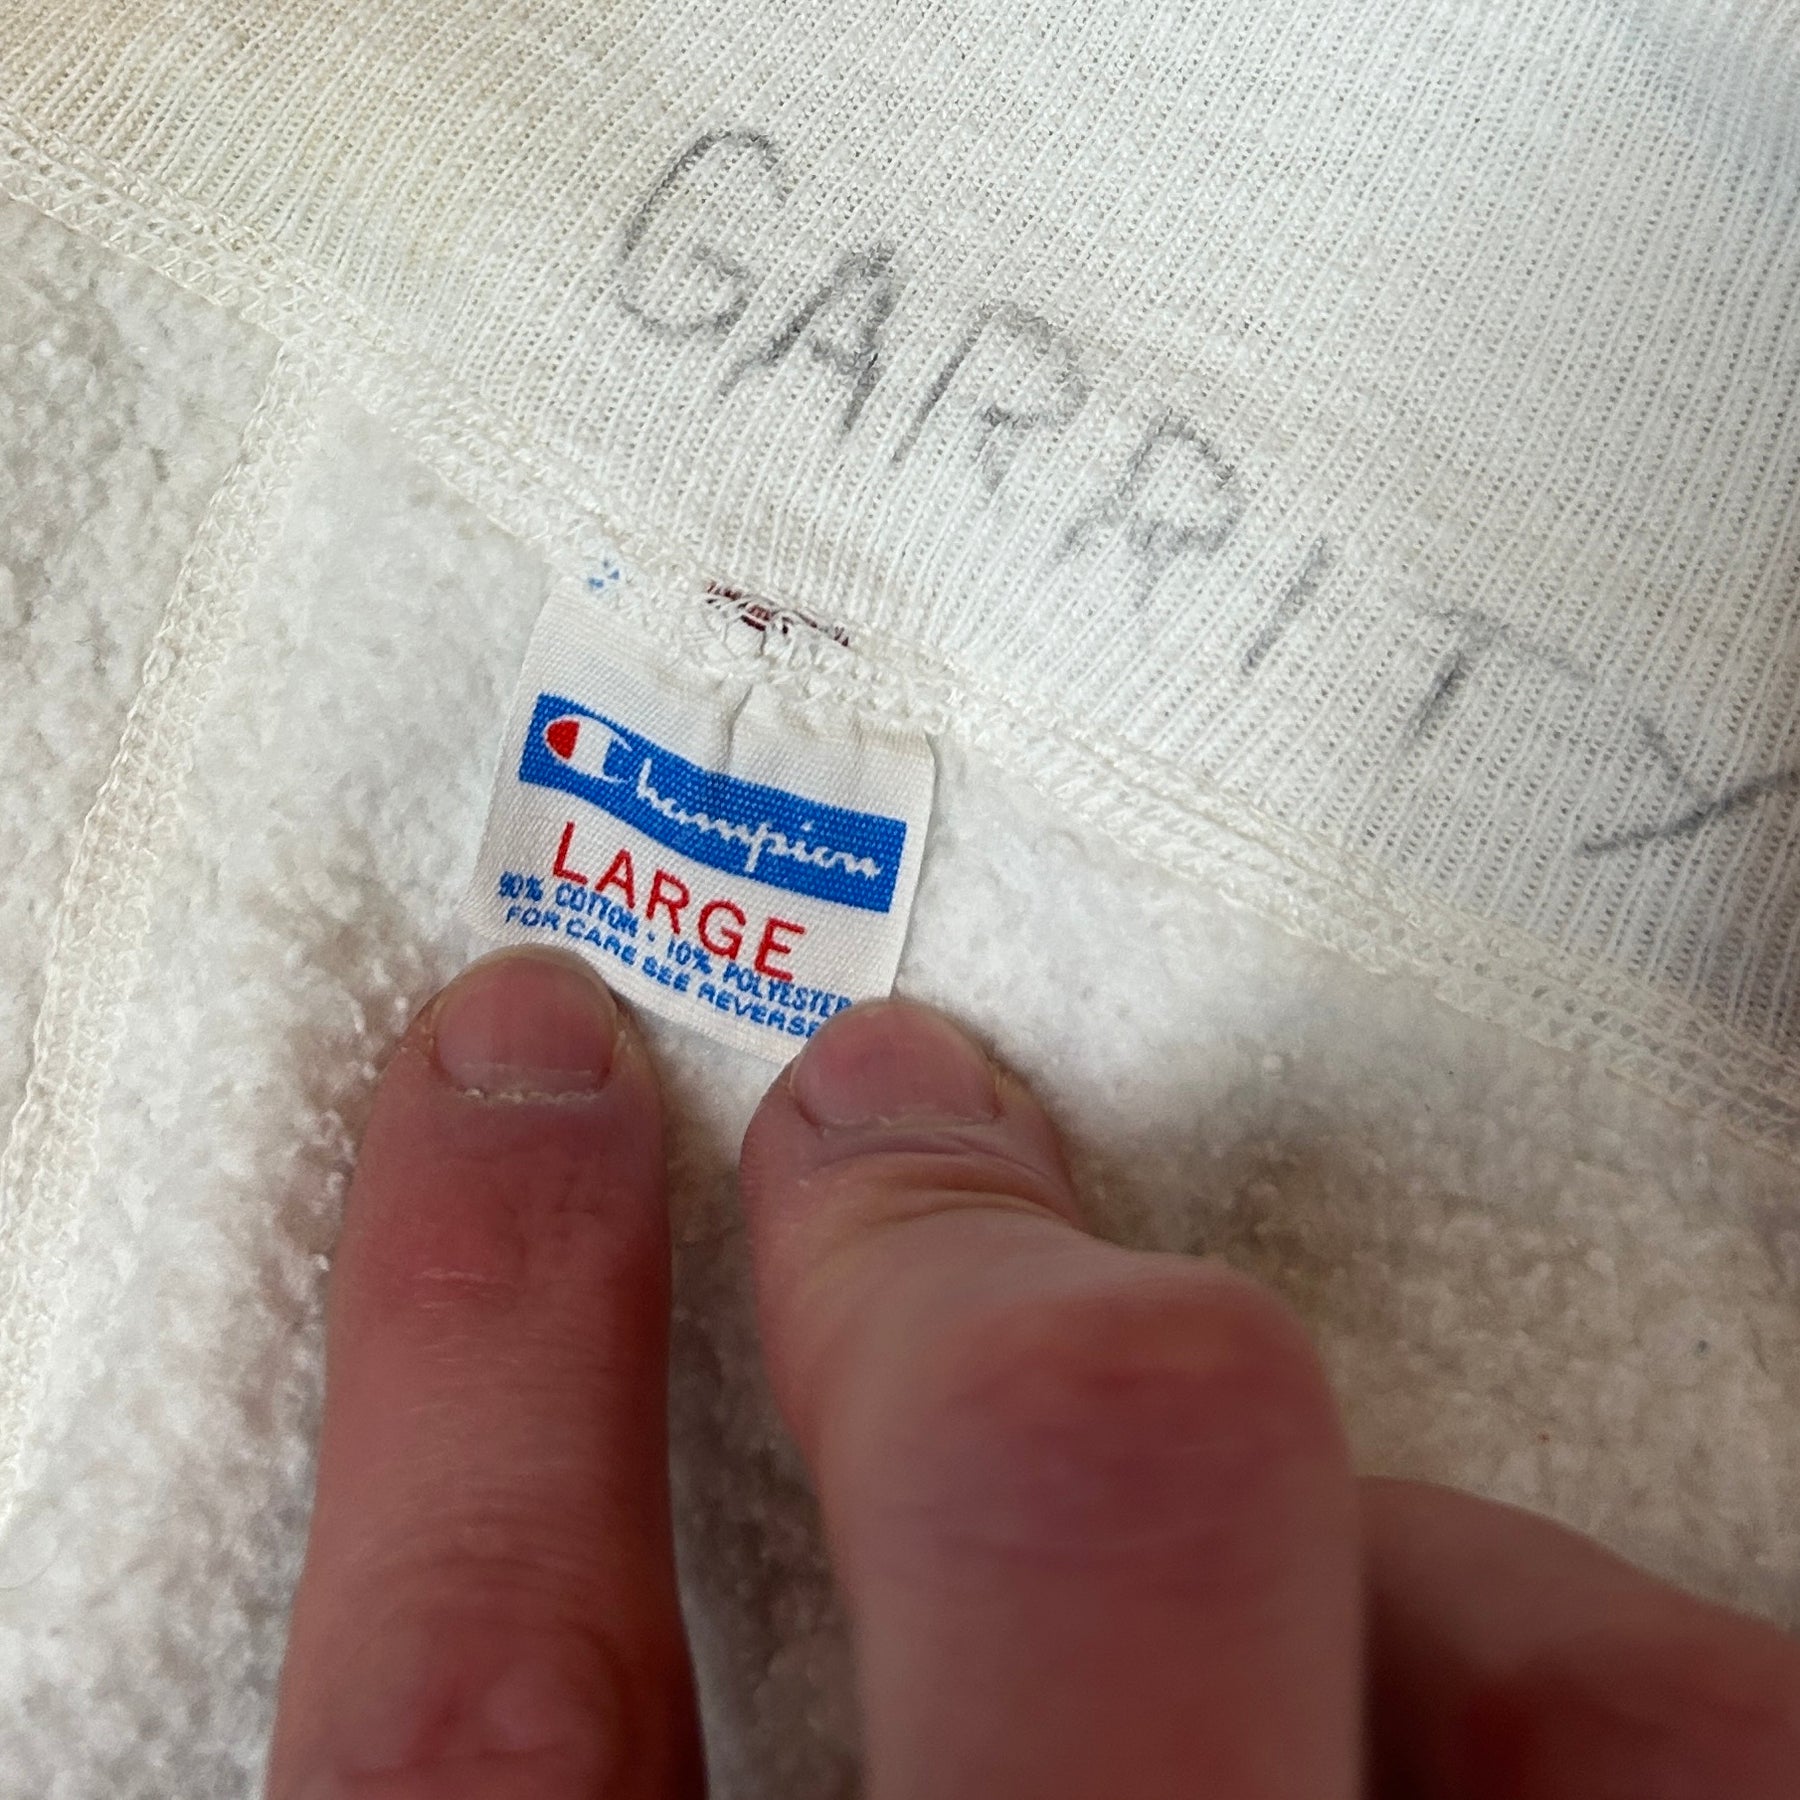 GARRITY
Champion
LARGE
90% COTTON · 10% POLYESTER
FOR CARE SEE REVERSE